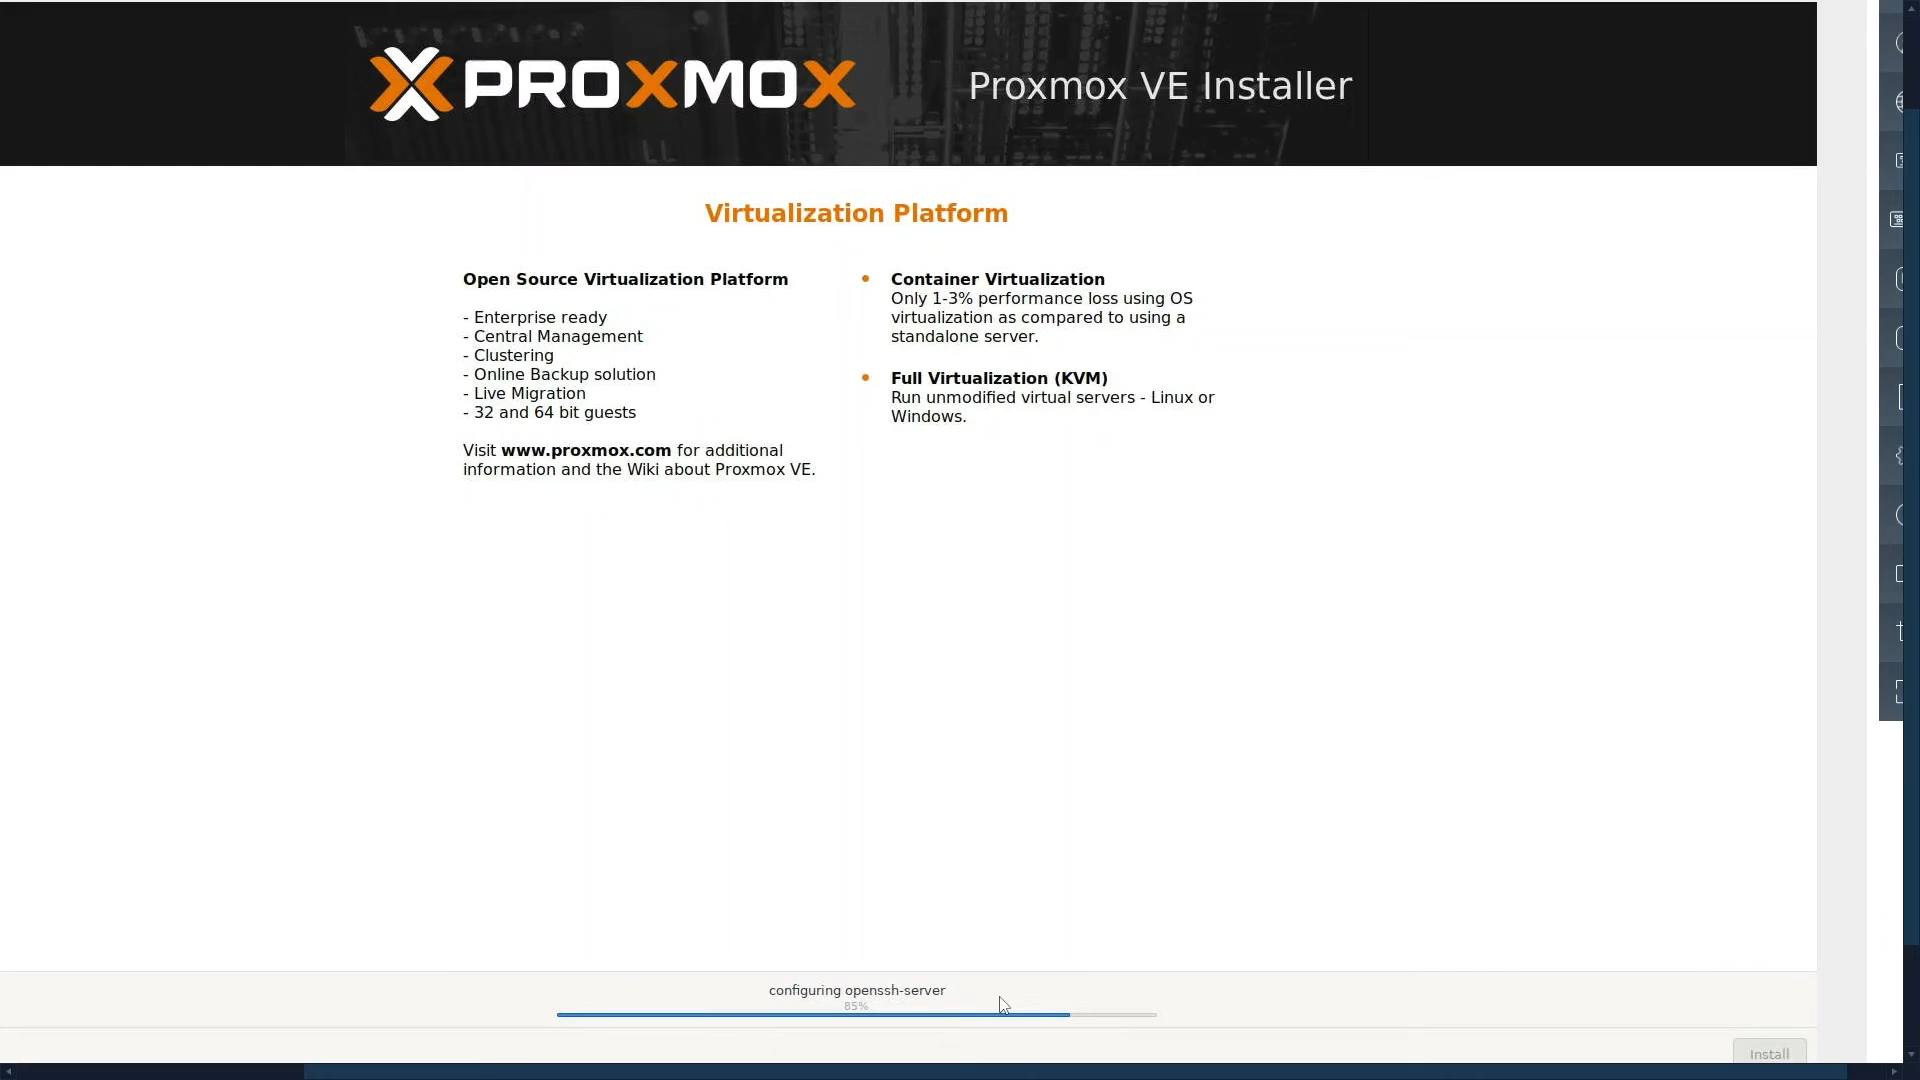 PROXMOX
Proxmox VE Installer
Virtualization Platform
Open Source Virtualization Platform
- Enterprise ready
- Central Management
- Clustering
- Online Backup solution
- Live Migration
- 32 and 64 bit guests
Visit www.proxmox.com for additional
information and the Wiki about Proxmox VE.
Container Virtualization
Only 1-3% performance loss using OS
virtualization as compared to using a
standalone server.
Full Virtualization (KVM)
Run unmodified virtual servers - Linux or
Windows.
configuring openssh-server
85%
Install